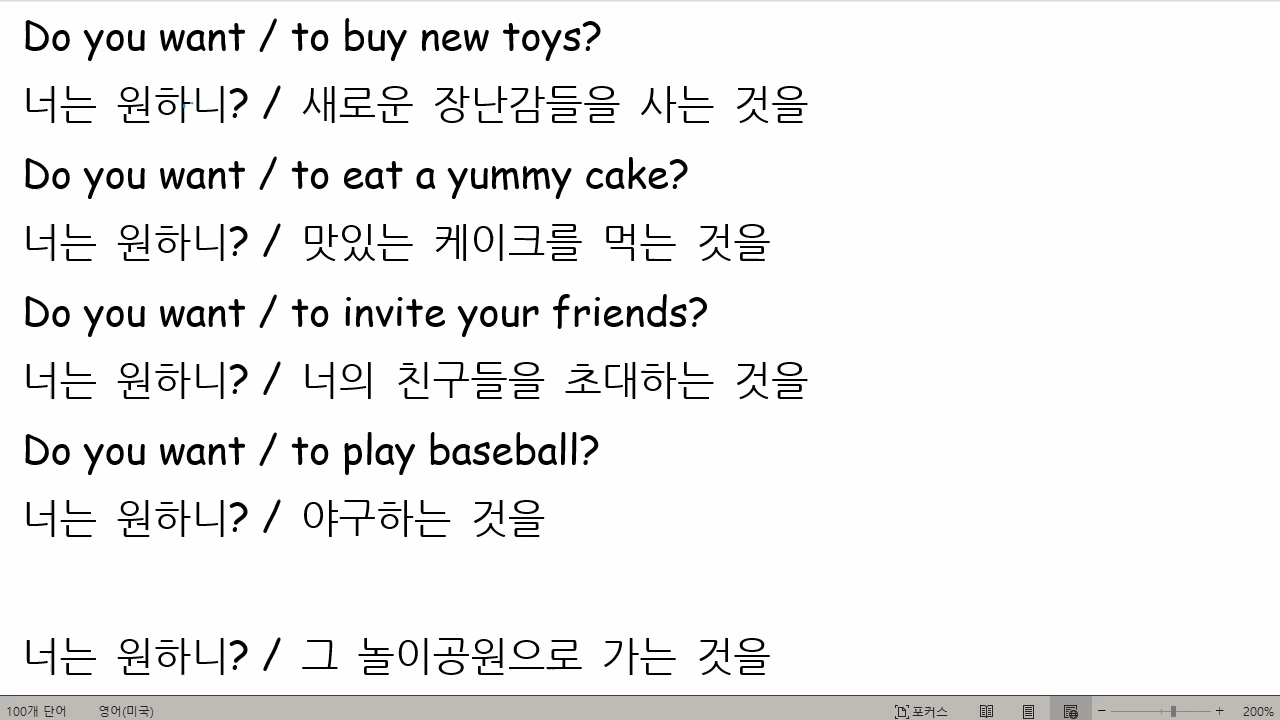 Do you want / to buy new toys?
너는 원하니? / 새로운 장난감들을 사는 것을
Do you want / to eat a yummy cake?
너는 원하니? / 맛있는 케이크를 먹는 것을
Do you want / to invite your friends?
너는 원하니? / 너의 친구들을 초대하는 것을
Do you want / to play baseball?
너는 원하니? / 야구하는 것을
너는 원하니? / 그 놀이공원으로 가는 것을
100개 단어 영어(미국) 포커스 − + 200%